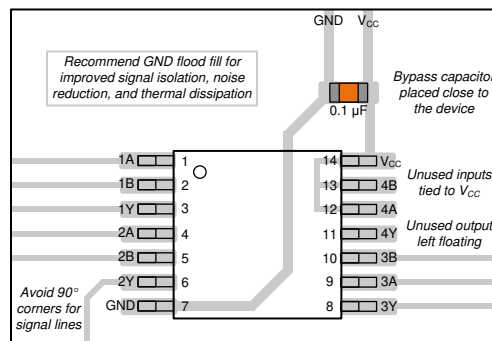 GND V_CC
Recommend GND flood fill for
improved signal isolation, noise
reduction, and thermal dissipation
Bypass capacitor
placed close to
the device
0.1 µF
1A 1 14 V_CC
Unused inputs
tied to V_CC
1B 2 13 4B
1Y 3 12 4A
2A 4 11 4Y
Unused output
left floating
2B 5 10 3B
2Y 6 9 3A
GND 7 8 3Y
Avoid 90°
corners for
signal lines